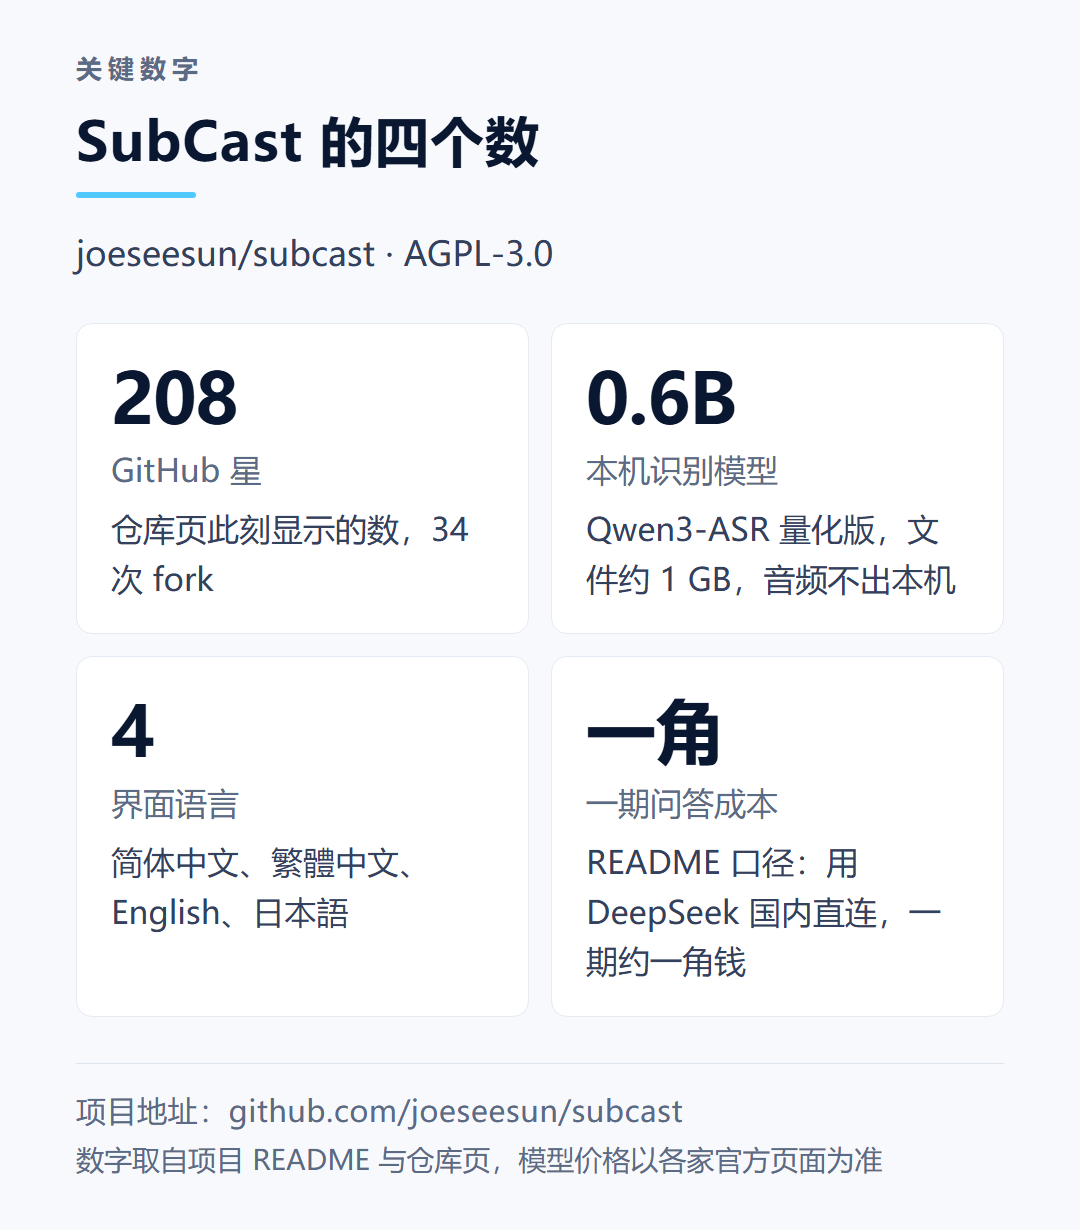 关键数字
SubCast 的四个数
joeseesun/subcast · AGPL-3.0
208
GitHub 星
仓库页此刻显示的数，34
次 fork
0.6B
本机识别模型
Qwen3-ASR 量化版，文
件约 1 GB，音频不出本机
4
界面语言
简体中文、繁體中文、
English、日本語
一角
一期问答成本
README 口径：用
DeepSeek 国内直连，一
期约一角钱
项目地址：github.com/joeseesun/subcast
数字取自项目 README 与仓库页，模型价格以各家官方页面为准